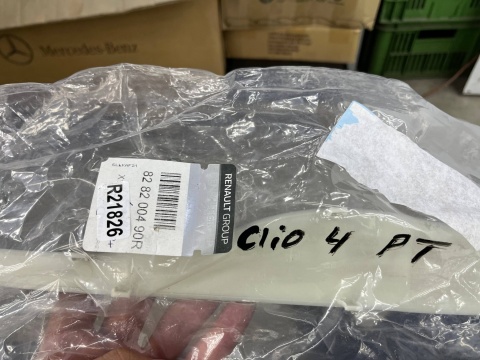 Mercedes-Benz
RENAULT GROUP
82 82 004 90R
X R21826 +
Clio 4 PT